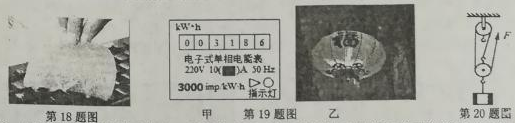 kW·h
0 0 3 1 8 6
电子式单相电能表
220V 10( )A 50 Hz
3000 imp/kW·h
指示灯
F
第18题图
甲
第19题图
乙
第20题图